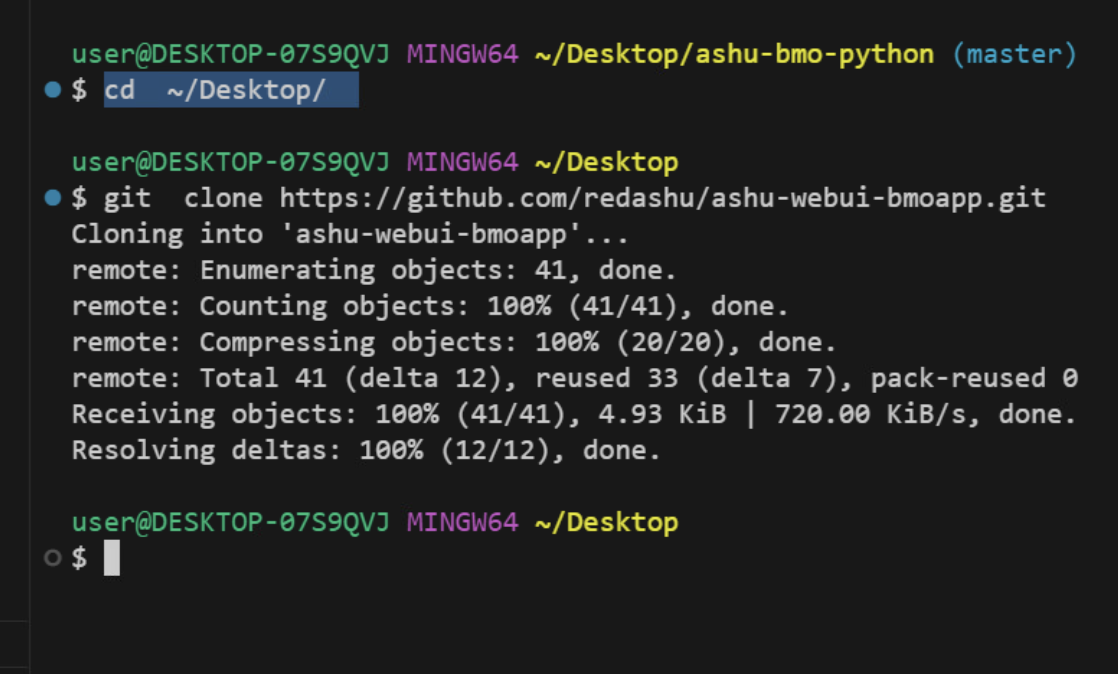 user@DESKTOP-07S9QVJ MINGW64 ~/Desktop/ashu-bmo-python (master)
$ cd  ~/Desktop/
user@DESKTOP-07S9QVJ MINGW64 ~/Desktop
$ git  clone https://github.com/redashu/ashu-webui-bmoapp.git
Cloning into 'ashu-webui-bmoapp'...
remote: Enumerating objects: 41, done.
remote: Counting objects: 100% (41/41), done.
remote: Compressing objects: 100% (20/20), done.
remote: Total 41 (delta 12), reused 33 (delta 7), pack-reused 0
Receiving objects: 100% (41/41), 4.93 KiB | 720.00 KiB/s, done.
Resolving deltas: 100% (12/12), done.
user@DESKTOP-07S9QVJ MINGW64 ~/Desktop
$